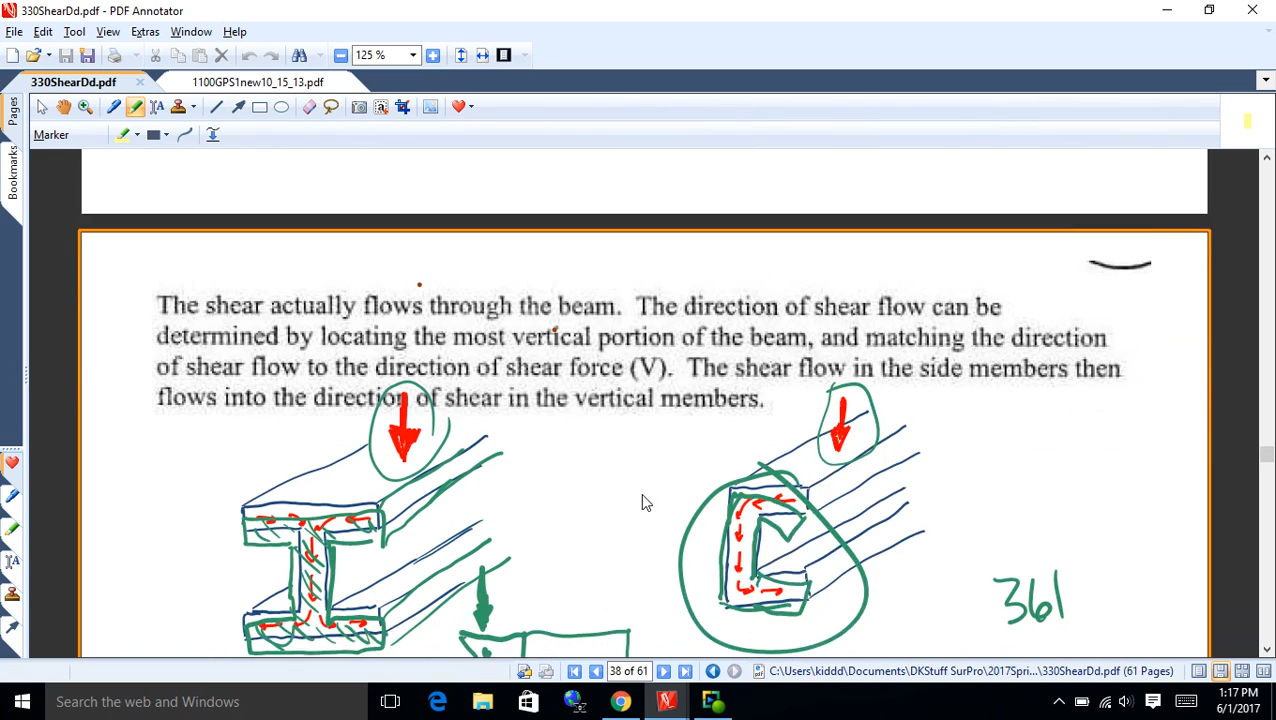 330ShearDd.pdf - PDF Annotator
File Edit Tool Extras Window Help
125 %
330ShearDd.pdf 1100GPS1new10_15_13.pdf
Marker
Pages
Bookmarks
The shear actually flows through the beam. The direction of shear flow can be
determined by locating the most vertical portion of the beam, and matching the direction
of shear flow to the direction of shear force (V). The shear flow in the side members then
flows into the direction of shear in the vertical members.
361
38 of 61
C:\Users\kiddd\Documents\DKStuff SurPro\2017Spri...\330ShearDd.pdf (61 Pages)
Search the web and Windows
1:17 PM
6/1/2017